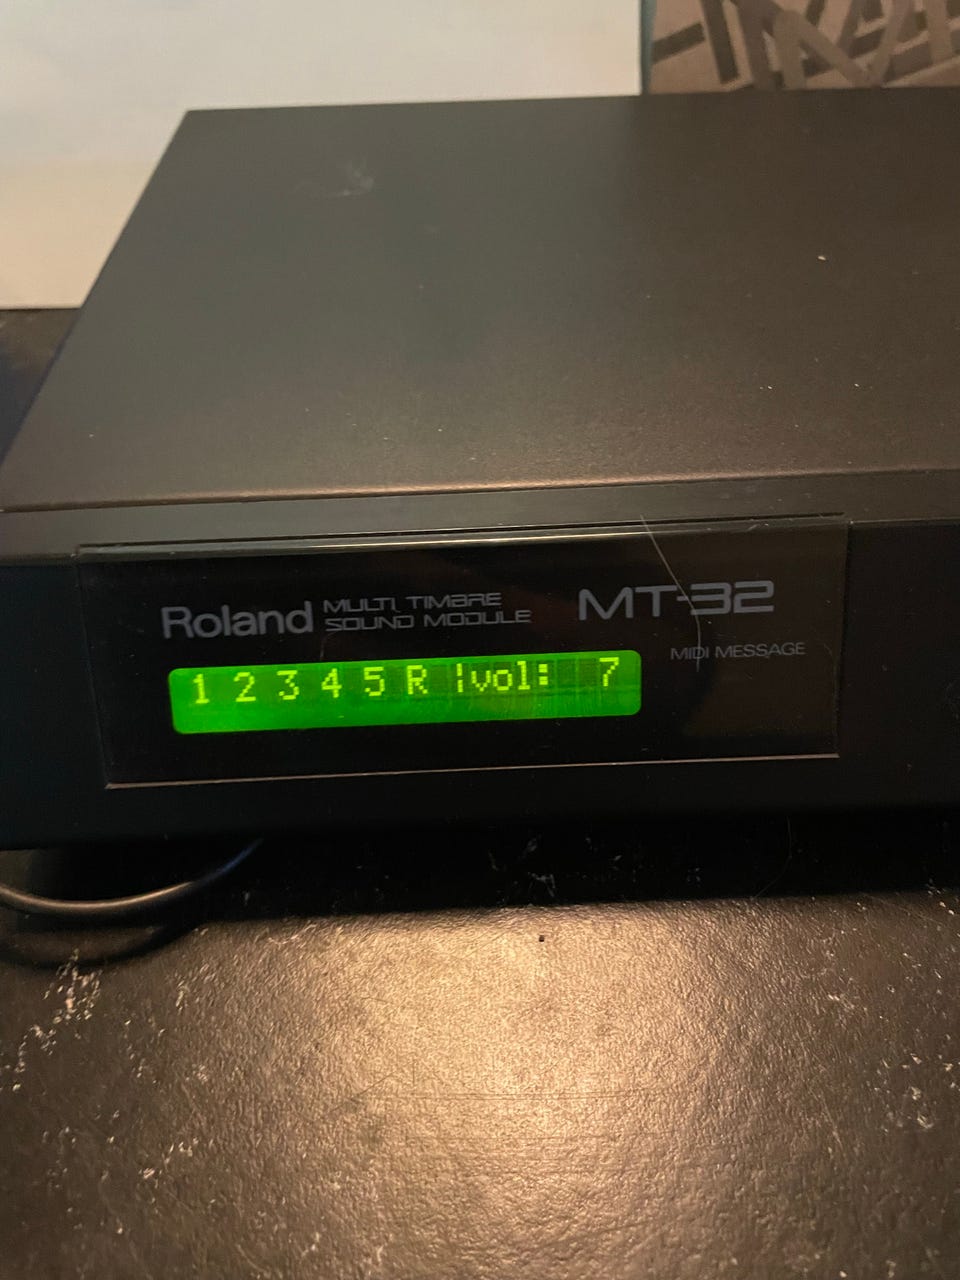 Roland MULTI TIMBRE SOUND MODULE MT-32
MIDI MESSAGE
1 2 3 4 5 R |vol: 7